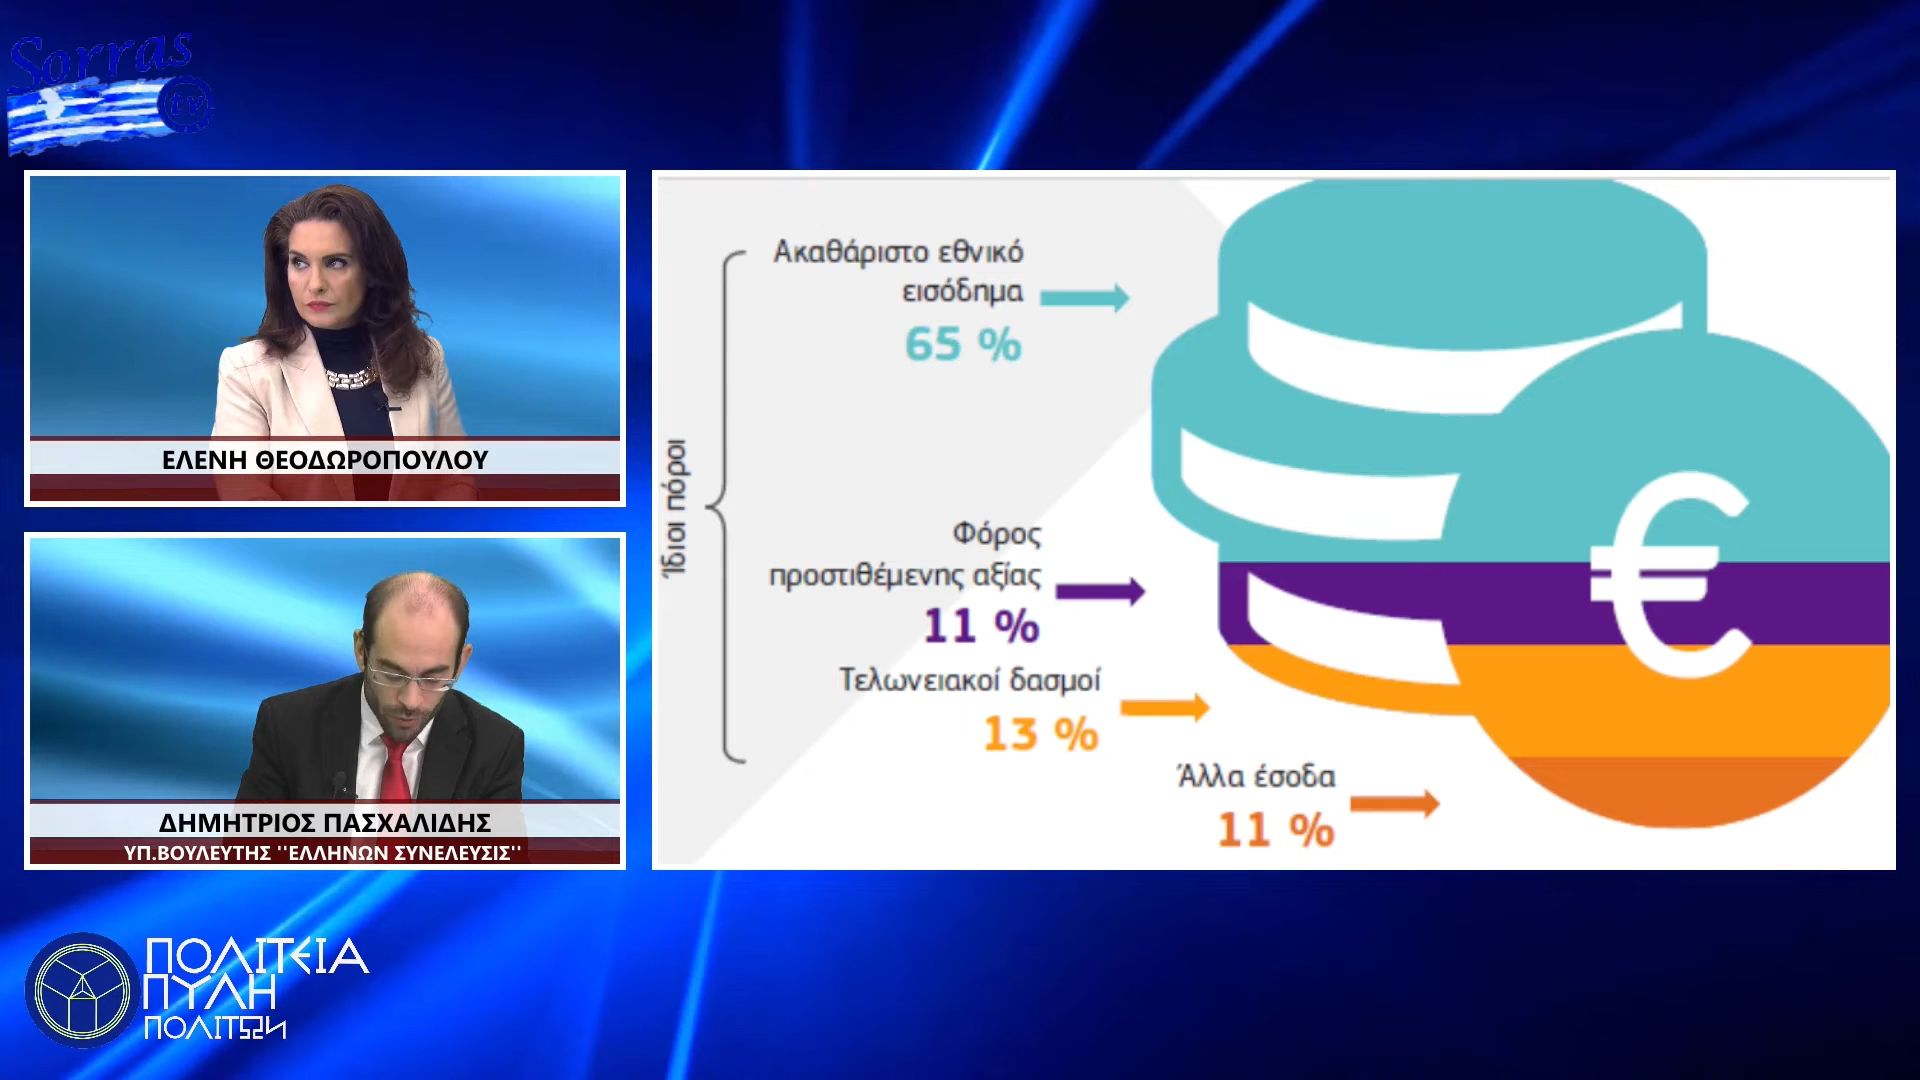 Sorras
tv
ΕΛΕΝΗ ΘΕΟΔΩΡΟΠΟΥΛΟΥ
ΔΗΜΗΤΡΙΟΣ ΠΑΣΧΑΛΙΔΗΣ
ΥΠ.ΒΟΥΛΕΥΤΗΣ ''ΕΛΛΗΝΩΝ ΣΥΝΕΛΕΥΣΙΣ''
Ίδιοι πόροι
Ακαθάριστο εθνικό
εισόδημα
65 %
Φόρος
προστιθέμενης αξίας
11 %
Τελωνειακοί δασμοί
13 %
Άλλα έσοδα
11 %
€
ΠΟΛΙΤΕΙΑ
ΠΥΛΗ
ΠΟΛΙΤΩΝ